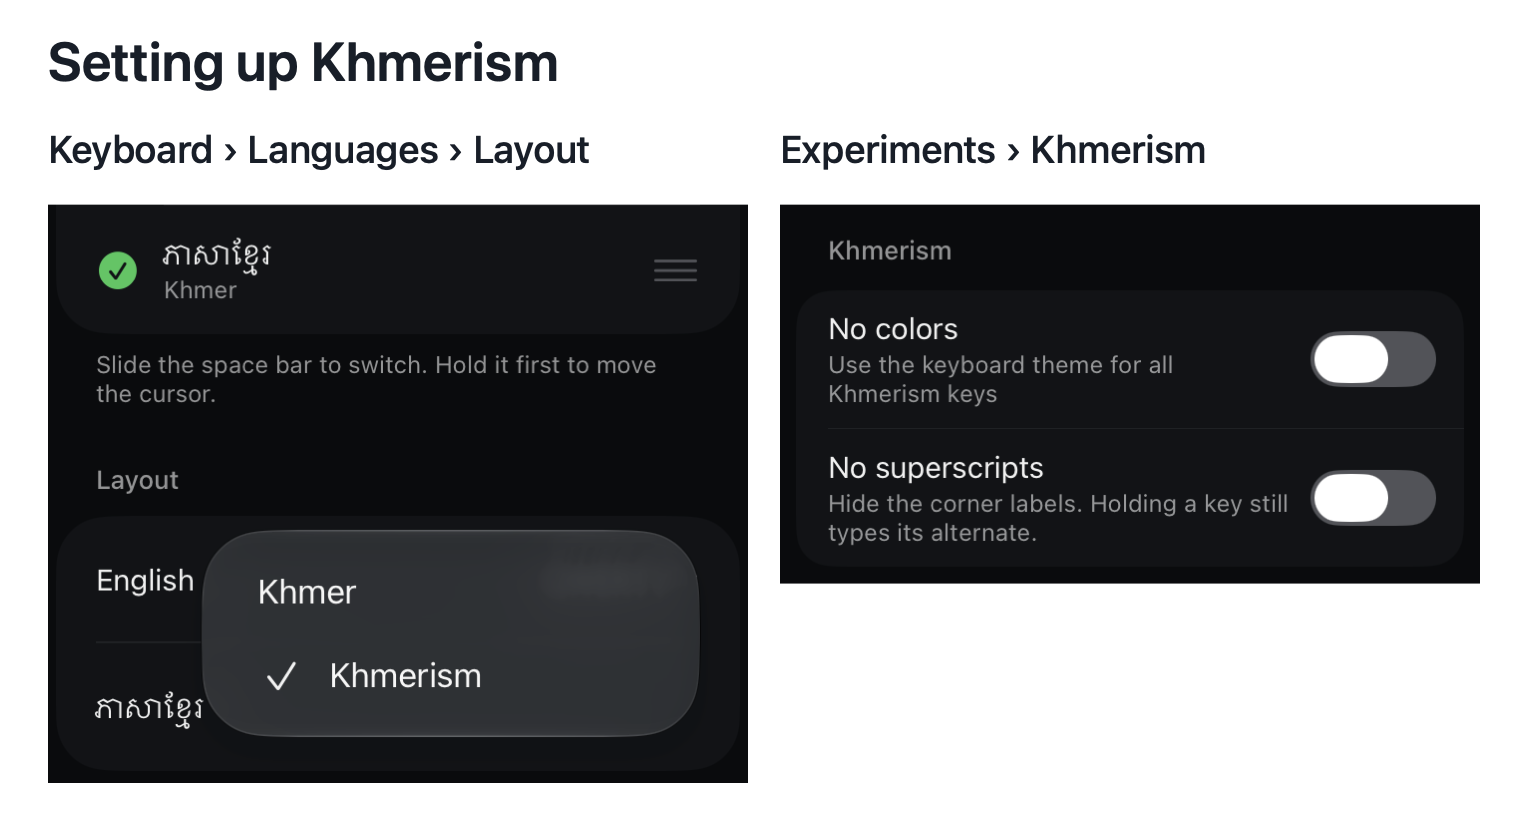 Setting up Khmerism
Keyboard › Languages › Layout
ភាសាខ្មែរ
Khmer
Slide the space bar to switch. Hold it first to move
the cursor.
Layout
English
Khmer
Khmerism
ភាសាខ្មែរ
Experiments › Khmerism
Khmerism
No colors
Use the keyboard theme for all
Khmerism keys
No superscripts
Hide the corner labels. Holding a key still
types its alternate.